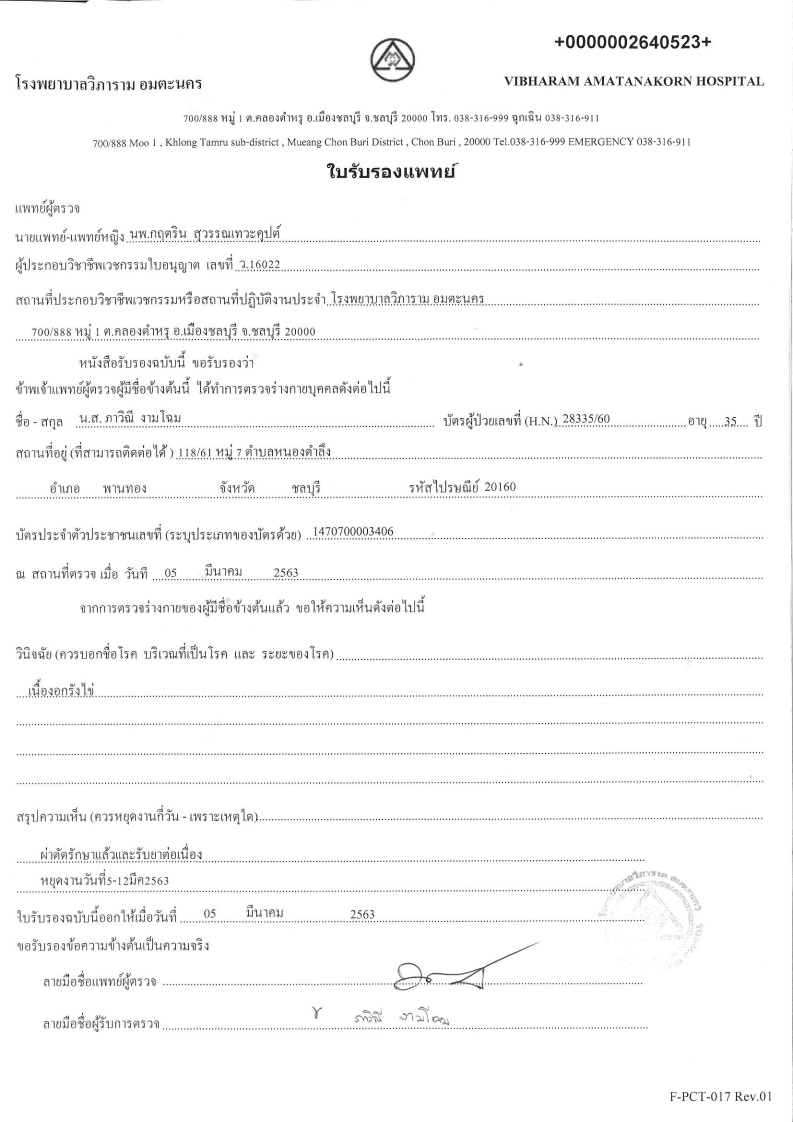 +0000002640523+
โรงพยาบาลวิภาราม อมตะนคร
VIBHARAM AMATANAKORN HOSPITAL
700/888 หมู่ 1 ต.คลองตำหรุ อ.เมืองชลบุรี จ.ชลบุรี 20000 โทร. 038-316-999 ฉุกเฉิน 038-316-911
700/888 Moo 1 , Khlong Tamru sub-district , Mueang Chon Buri District , Chon Buri , 20000 Tel.038-316-999 EMERGENCY 038-316-911
ใบรับรองแพทย์
แพทย์ผู้ตรวจ
นายแพทย์-แพทย์หญิง นพ.กฤตริน สุวรรณเทวะคุปต์
ผู้ประกอบวิชาชีพเวชกรรมใบอนุญาต เลขที่ ว.16022
สถานที่ประกอบวิชาชีพเวชกรรมหรือสถานที่ปฏิบัติงานประจำ โรงพยาบาลวิภาราม อมตะนคร
700/888 หมู่ 1 ต.คลองตำหรุ อ.เมืองชลบุรี จ.ชลบุรี 20000
หนังสือรับรองฉบับนี้ ขอรับรองว่า
ข้าพเจ้าแพทย์ผู้ตรวจผู้มีชื่อข้างต้นนี้ ได้ทำการตรวจร่างกายบุคคลดังต่อไปนี้
ชื่อ - สกุล น.ส. ภาวิณี งามโฉม บัตรผู้ป่วยเลขที่ (H.N.) 28335/60 อายุ 35 ปี
สถานที่อยู่ (ที่สามารถติดต่อได้ ) 118/61 หมู่ 7 ตำบลหนองตำลึง
อำเภอ พานทอง จังหวัด ชลบุรี รหัสไปรษณีย์ 20160
บัตรประจำตัวประชาชนเลขที่ (ระบุประเภทของบัตรด้วย) 1470700003406
ณ สถานที่ตรวจ เมื่อ วันที่ 05 มีนาคม 2563
จากการตรวจร่างกายของผู้มีชื่อข้างต้นแล้ว ขอให้ความเห็นดังต่อไปนี้
วินิจฉัย (ควรบอกชื่อโรค บริเวณที่เป็นโรค และ ระยะของโรค)
เนื้องอกรังไข่
สรุปความเห็น (ควรหยุดงานกี่วัน - เพราะเหตุใด)
ผ่าตัดรักษาแล้วและรับยาต่อเนื่อง
หยุดงานวันที่5-12มีค2563
ใบรับรองฉบับนี้ออกให้เมื่อวันที่ 05 มีนาคม 2563
ขอรับรองข้อความข้างต้นเป็นความจริง
ลายมือชื่อแพทย์ผู้ตรวจ
ลายมือชื่อผู้รับการตรวจ ภาวิณี งามโฉม
F-PCT-017 Rev.01